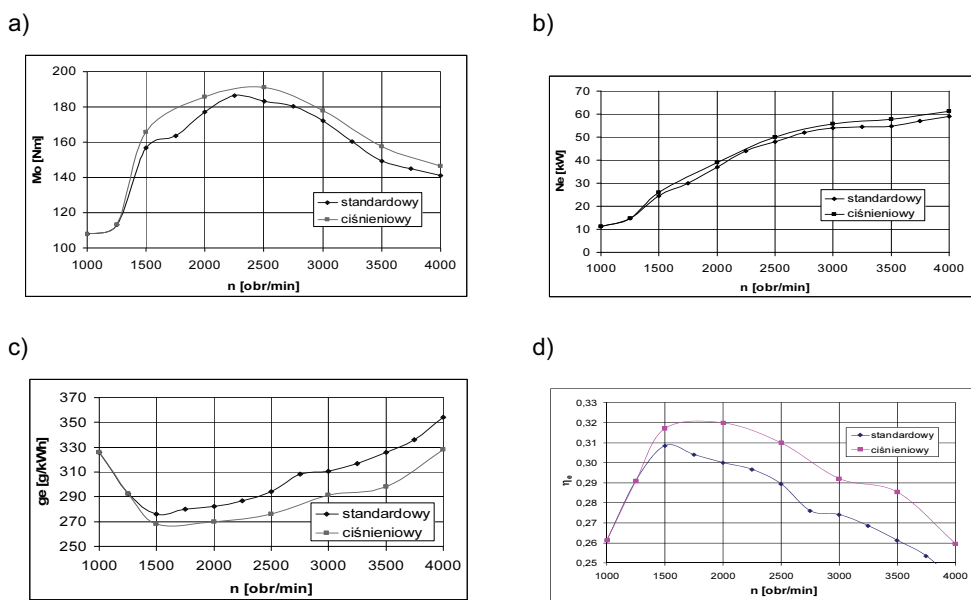 a)
200
180
160
140
120
100
Mo [Nm]
standardowy
ciśnieniowy
1000 1500 2000 2500 3000 3500 4000
n [obr/min]
b)
70
60
50
40
30
20
10
0
Ne [kW]
standardowy
ciśnieniowy
1000 1500 2000 2500 3000 3500 4000
n [obr/min]
c)
370
350
330
310
290
270
250
ge [g/kWh]
standardowy
ciśnieniowy
1000 1500 2000 2500 3000 3500 4000
n [obr/min]
d)
0,33
0,32
0,31
0,30
0,29
0,28
0,27
0,26
0,25
ηe
standardowy
ciśnieniowy
1000 1500 2000 2500 3000 3500 4000
n [obr/min]